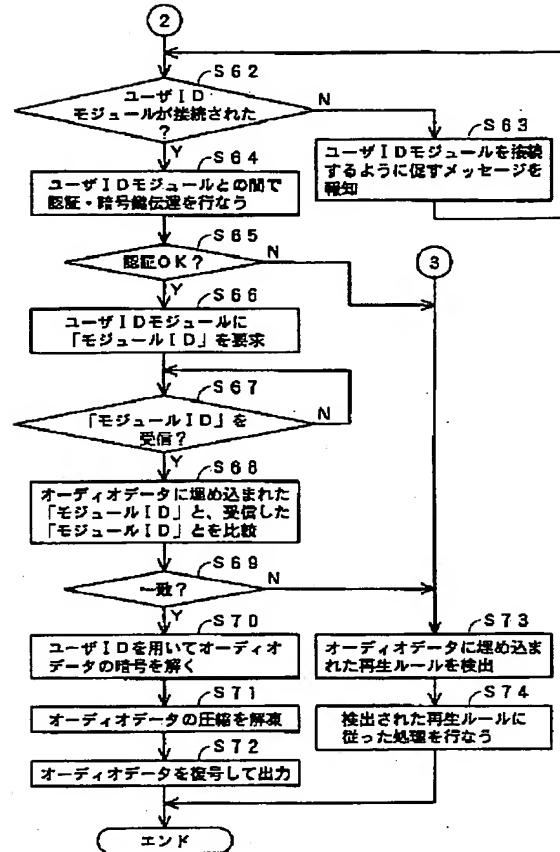 2
S62
ユーザID
モジュールが接続された
?
N
Y
S63
ユーザIDモジュールを接続
するように促すメッセージを
報知
S64
ユーザIDモジュールとの間で
認証・暗号鍵伝達を行なう
S65
認証OK?
N
Y
3
S66
ユーザIDモジュールに
「モジュールID」を要求
S67
「モジュールID」を
受信?
N
Y
S68
オーディオデータに埋め込まれた
「モジュールID」と、受信した
「モジュールID」とを比較
S69
一致?
N
Y
S70
ユーザIDを用いてオーディオ
データの暗号を解く
S71
オーディオデータの圧縮を解凍
S72
オーディオデータを復号して出力
S73
オーディオデータに埋め込ま
れた再生ルールを検出
S74
検出された再生ルールに
従った処理を行なう
エンド